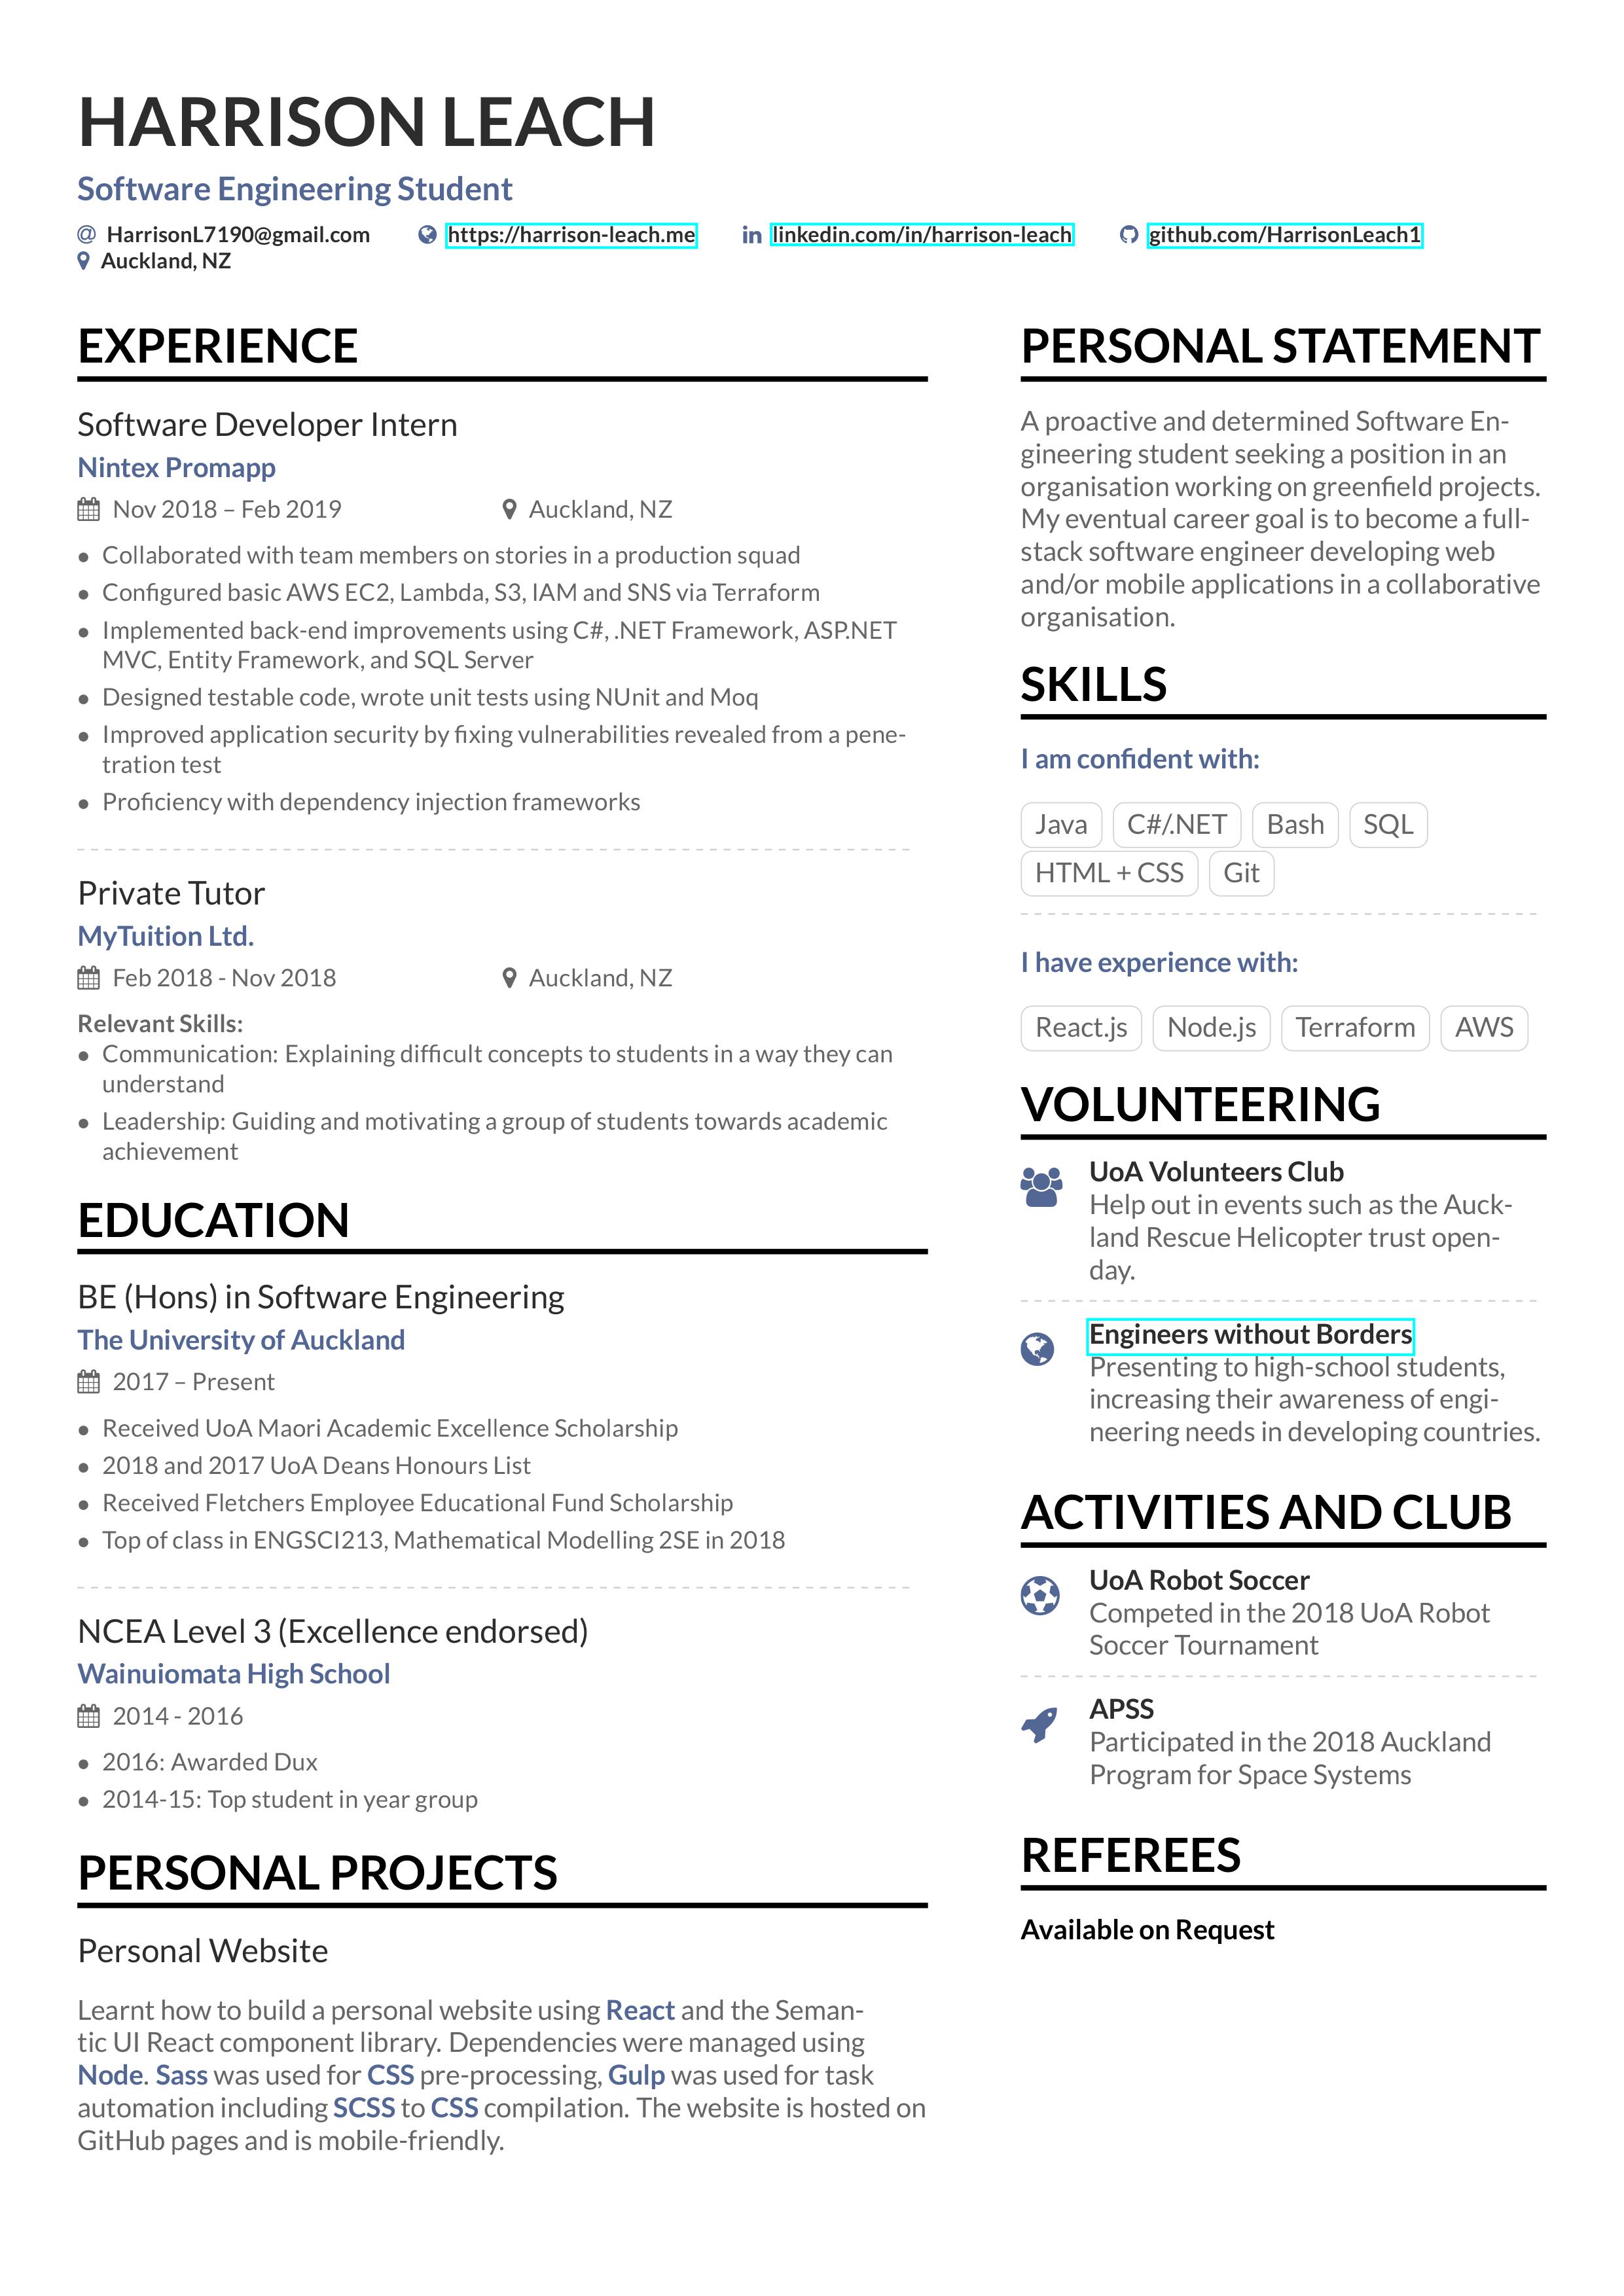 HARRISON LEACH
Software Engineering Student
HarrisonL7190@gmail.com https://harrison-leach.me linkedin.com/in/harrison-leach github.com/HarrisonLeach1
Auckland, NZ
EXPERIENCE
Software Developer Intern
Nintex Promapp
Nov 2018 – Feb 2019 Auckland, NZ
• Collaborated with team members on stories in a production squad
• Configured basic AWS EC2, Lambda, S3, IAM and SNS via Terraform
• Implemented back-end improvements using C#, .NET Framework, ASP.NET
MVC, Entity Framework, and SQL Server
• Designed testable code, wrote unit tests using NUnit and Moq
• Improved application security by fixing vulnerabilities revealed from a pene-
tration test
• Proficiency with dependency injection frameworks
Private Tutor
MyTuition Ltd.
Feb 2018 - Nov 2018 Auckland, NZ
Relevant Skills:
• Communication: Explaining difficult concepts to students in a way they can
understand
• Leadership: Guiding and motivating a group of students towards academic
achievement
EDUCATION
BE (Hons) in Software Engineering
The University of Auckland
2017 – Present
• Received UoA Maori Academic Excellence Scholarship
• 2018 and 2017 UoA Deans Honours List
• Received Fletchers Employee Educational Fund Scholarship
• Top of class in ENGSCI213, Mathematical Modelling 2SE in 2018
NCEA Level 3 (Excellence endorsed)
Wainuiomata High School
2014 - 2016
• 2016: Awarded Dux
• 2014-15: Top student in year group
PERSONAL PROJECTS
Personal Website
Learnt how to build a personal website using React and the Seman-
tic UI React component library. Dependencies were managed using
Node. Sass was used for CSS pre-processing, Gulp was used for task
automation including SCSS to CSS compilation. The website is hosted on
GitHub pages and is mobile-friendly.
PERSONAL STATEMENT
A proactive and determined Software En-
gineering student seeking a position in an
organisation working on greenfield projects.
My eventual career goal is to become a full-
stack software engineer developing web
and/or mobile applications in a collaborative
organisation.
SKILLS
I am confident with:
Java C#/.NET Bash SQL
HTML + CSS Git
I have experience with:
React.js Node.js Terraform AWS
VOLUNTEERING
UoA Volunteers Club
Help out in events such as the Auck-
land Rescue Helicopter trust open-
day.
Engineers without Borders
Presenting to high-school students,
increasing their awareness of engi-
neering needs in developing countries.
ACTIVITIES AND CLUB
UoA Robot Soccer
Competed in the 2018 UoA Robot
Soccer Tournament
APSS
Participated in the 2018 Auckland
Program for Space Systems
REFEREES
Available on Request